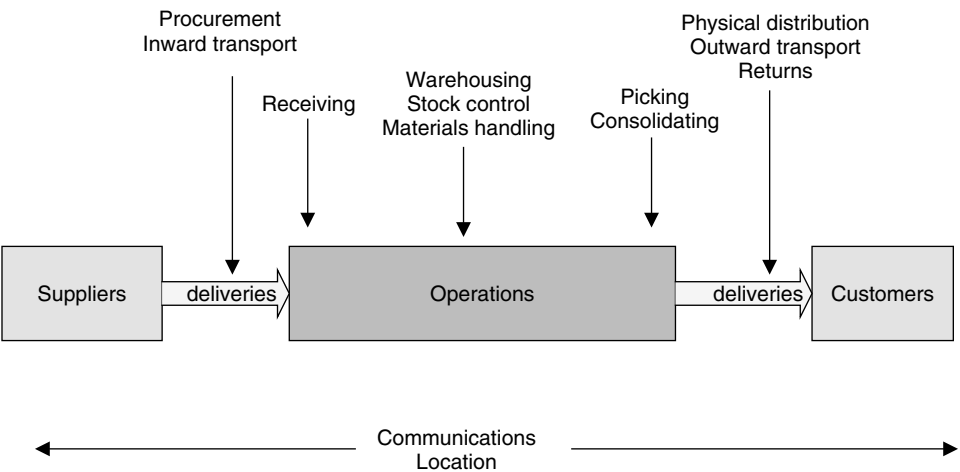 Procurement
Inward transport
Receiving
Warehousing
Stock control
Materials handling
Picking
Consolidating
Physical distribution
Outward transport
Returns
Suppliers
deliveries
Operations
deliveries
Customers
Communications
Location